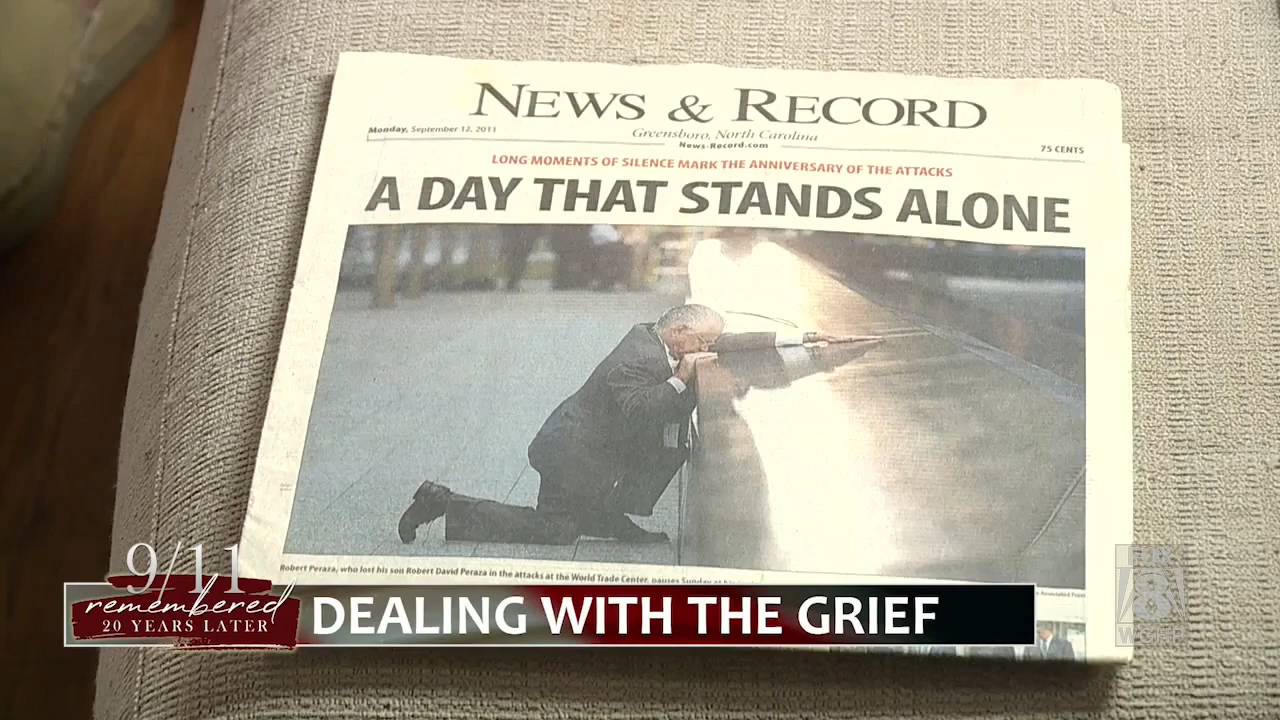 NEWS & RECORD
Monday, September 12, 2011
Greensboro, North Carolina
News-Record.com
75 CENTS
LONG MOMENTS OF SILENCE MARK THE ANNIVERSARY OF THE ATTACKS
A DAY THAT STANDS ALONE
Robert Peraza, who lost his son Robert David Peraza in the attacks at the World Trade Center, pauses Sunday at his
9/11
remembered
20 YEARS LATER
DEALING WITH THE GRIEF
FOX
8
WGHP